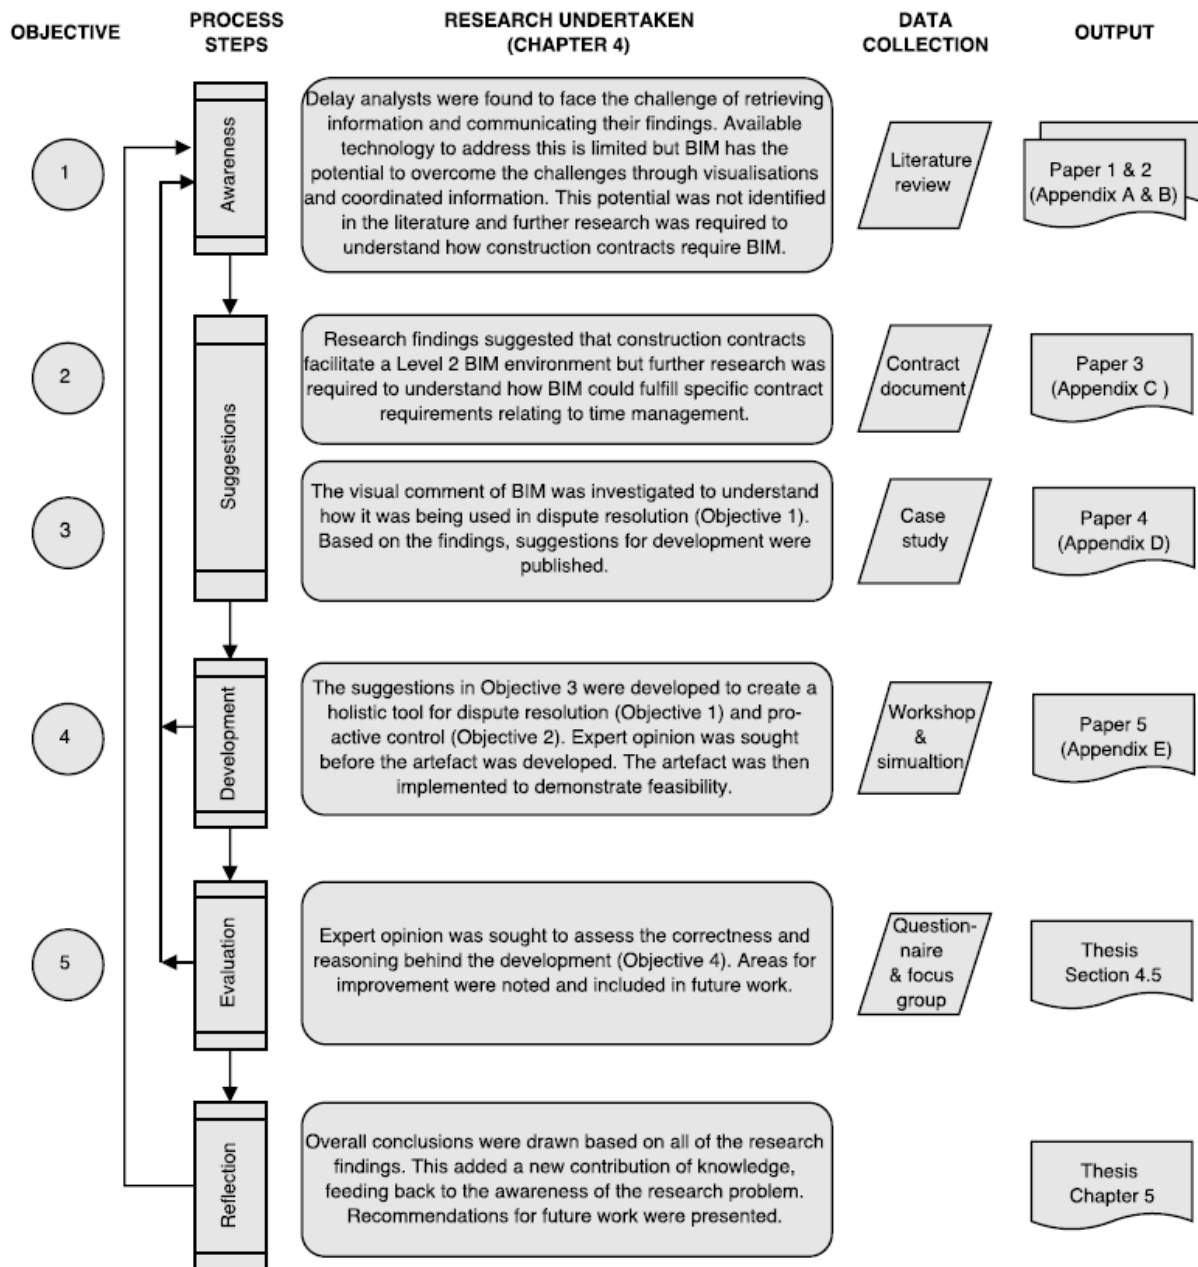 OBJECTIVE
PROCESS
STEPS
RESEARCH UNDERTAKEN
(CHAPTER 4)
DATA
COLLECTION
OUTPUT
1
Awareness
Delay analysts were found to face the challenge of retrieving
information and communicating their findings. Available
technology to address this is limited but BIM has the
potential to overcome the challenges through visualisations
and coordinated information. This potential was not identified
in the literature and further research was required to
understand how construction contracts require BIM.
Literature
review
Paper 1 & 2
(Appendix A & B)
2
Suggestions
Research findings suggested that construction contracts
facilitate a Level 2 BIM environment but further research was
required to understand how BIM could fulfill specific contract
requirements relating to time management.
Contract
document
Paper 3
(Appendix C )
3
The visual comment of BIM was investigated to understand
how it was being used in dispute resolution (Objective 1).
Based on the findings, suggestions for development were
published.
Case
study
Paper 4
(Appendix D)
4
Development
The suggestions in Objective 3 were developed to create a
holistic tool for dispute resolution (Objective 1) and pro-
active control (Objective 2). Expert opinion was sought
before the artefact was developed. The artefact was then
implemented to demonstrate feasibility.
Workshop
&
simualtion
Paper 5
(Appendix E)
5
Evaluation
Expert opinion was sought to assess the correctness and
reasoning behind the development (Objective 4). Areas for
improvement were noted and included in future work.
Question-
naire
& focus
group
Thesis
Section 4.5
Reflection
Overall conclusions were drawn based on all of the research
findings. This added a new contribution of knowledge,
feeding back to the awareness of the research problem.
Recommendations for future work were presented.
Thesis
Chapter 5